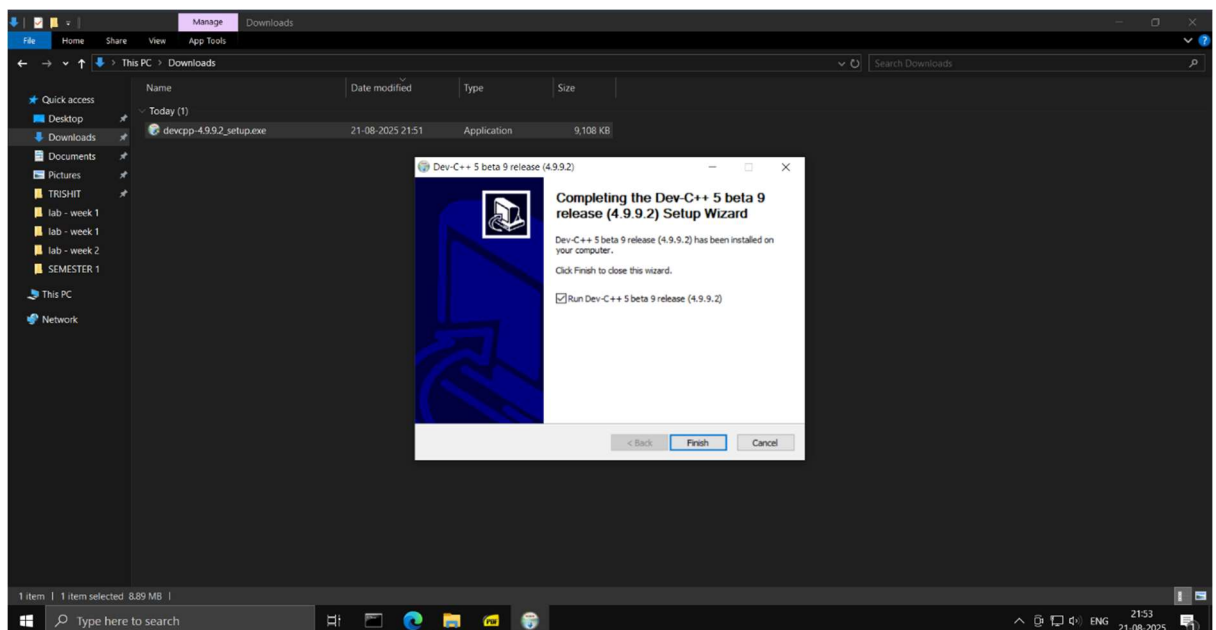 Manage Downloads
File Home Share View App Tools
This PC > Downloads
Search Downloads
Name Date modified Type Size
Quick access
Desktop
Downloads
Documents
Pictures
TRISHIT
lab - week 1
lab - week 1
lab - week 2
SEMESTER 1
This PC
Network
Today (1)
devcpp-4.9.9.2_setup.exe 21-08-2025 21:51 Application 9,108 KB
Dev-C++ 5 beta 9 release (4.9.9.2)
Completing the Dev-C++ 5 beta 9
release (4.9.9.2) Setup Wizard
Dev-C++ 5 beta 9 release (4.9.9.2) has been installed on
your computer.
Click Finish to close this wizard.
Run Dev-C++ 5 beta 9 release (4.9.9.2)
< Back Finish Cancel
1 item 1 item selected 8.89 MB
Type here to search
ENG
21:53
21-08-2025